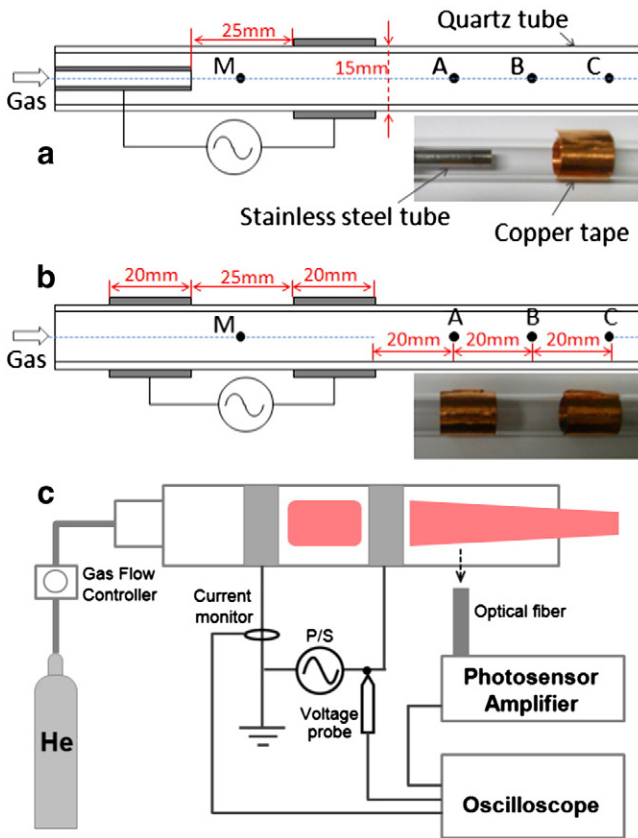 25mm
Quartz tube
M
15mm
A
B
C
Gas
a
Stainless steel tube
Copper tape
b
20mm
25mm
20mm
M
A
B
C
Gas
20mm
20mm
20mm
c
Gas Flow
Controller
Current
monitor
P/S
Optical fiber
Voltage
probe
Photosensor
Amplifier
He
Oscilloscope